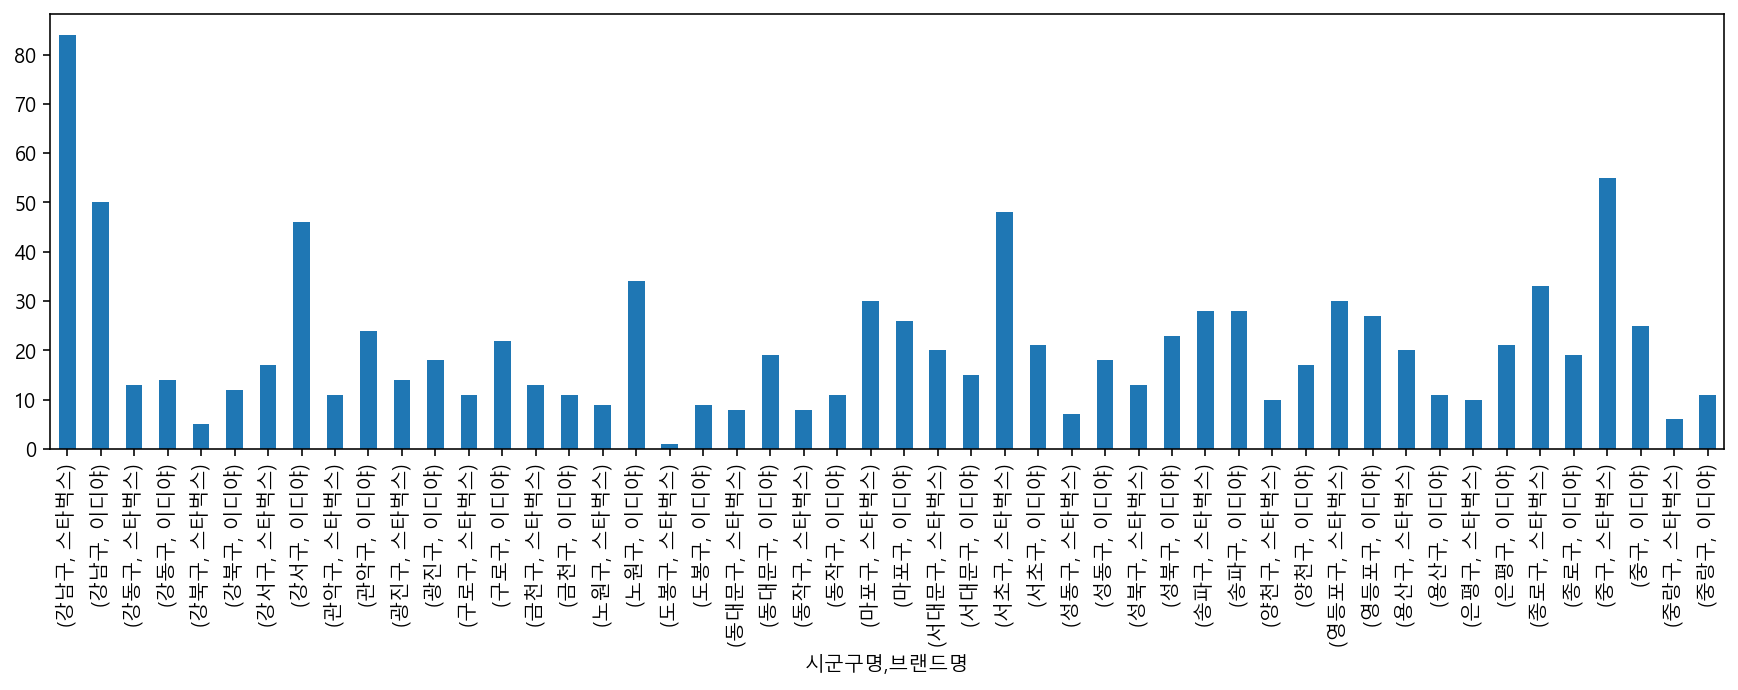 80
70
60
50
40
30
20
10
0
(강남구, 스타벅스)
(강남구, 이디야)
(강동구, 스타벅스)
(강동구, 이디야)
(강북구, 스타벅스)
(강북구, 이디야)
(강서구, 스타벅스)
(강서구, 이디야)
(관악구, 스타벅스)
(관악구, 이디야)
(광진구, 스타벅스)
(광진구, 이디야)
(구로구, 스타벅스)
(구로구, 이디야)
(금천구, 스타벅스)
(금천구, 이디야)
(노원구, 스타벅스)
(노원구, 이디야)
(도봉구, 스타벅스)
(도봉구, 이디야)
(동대문구, 스타벅스)
(동대문구, 이디야)
(동작구, 스타벅스)
(동작구, 이디야)
(마포구, 스타벅스)
(마포구, 이디야)
(서대문구, 스타벅스)
(서대문구, 이디야)
(서초구, 스타벅스)
(서초구, 이디야)
(성동구, 스타벅스)
(성동구, 이디야)
(성북구, 스타벅스)
(성북구, 이디야)
(송파구, 스타벅스)
(송파구, 이디야)
(양천구, 스타벅스)
(양천구, 이디야)
(영등포구, 스타벅스)
(영등포구, 이디야)
(용산구, 스타벅스)
(용산구, 이디야)
(은평구, 스타벅스)
(은평구, 이디야)
(종로구, 스타벅스)
(종로구, 이디야)
(중구, 스타벅스)
(중구, 이디야)
(중랑구, 스타벅스)
(중랑구, 이디야)
시군구명,브랜드명